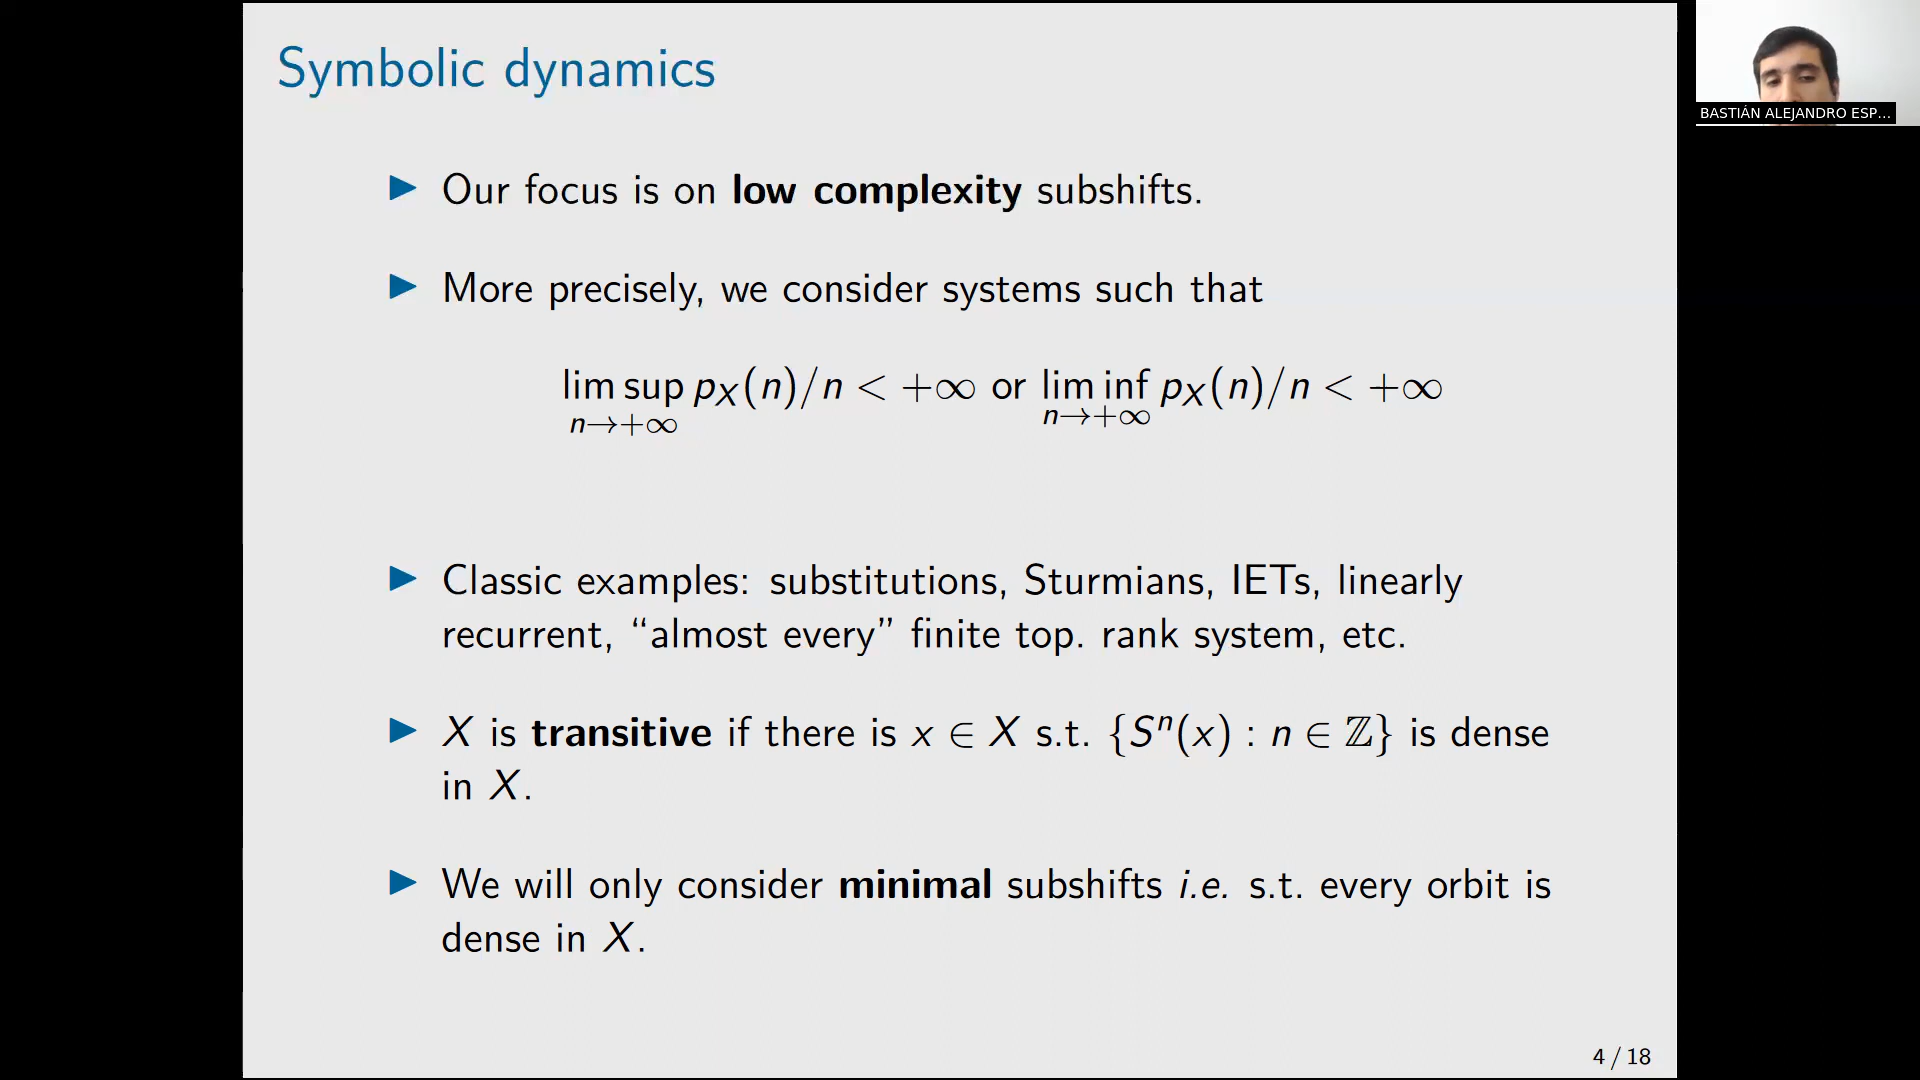 Symbolic dynamics
BASTIÁN ALEJANDRO ESP...
▶ Our focus is on low complexity subshifts.
▶ More precisely, we consider systems such that
lim sup p_X(n)/n < +∞ or lim inf p_X(n)/n < +∞
n→+∞ n→+∞
▶ Classic examples: substitutions, Sturmians, IETs, linearly
recurrent, “almost every” finite top. rank system, etc.
▶ X is transitive if there is x ∈ X s.t. {Sⁿ(x) : n ∈ ℤ} is dense
in X.
▶ We will only consider minimal subshifts i.e. s.t. every orbit is
dense in X.
4 / 18